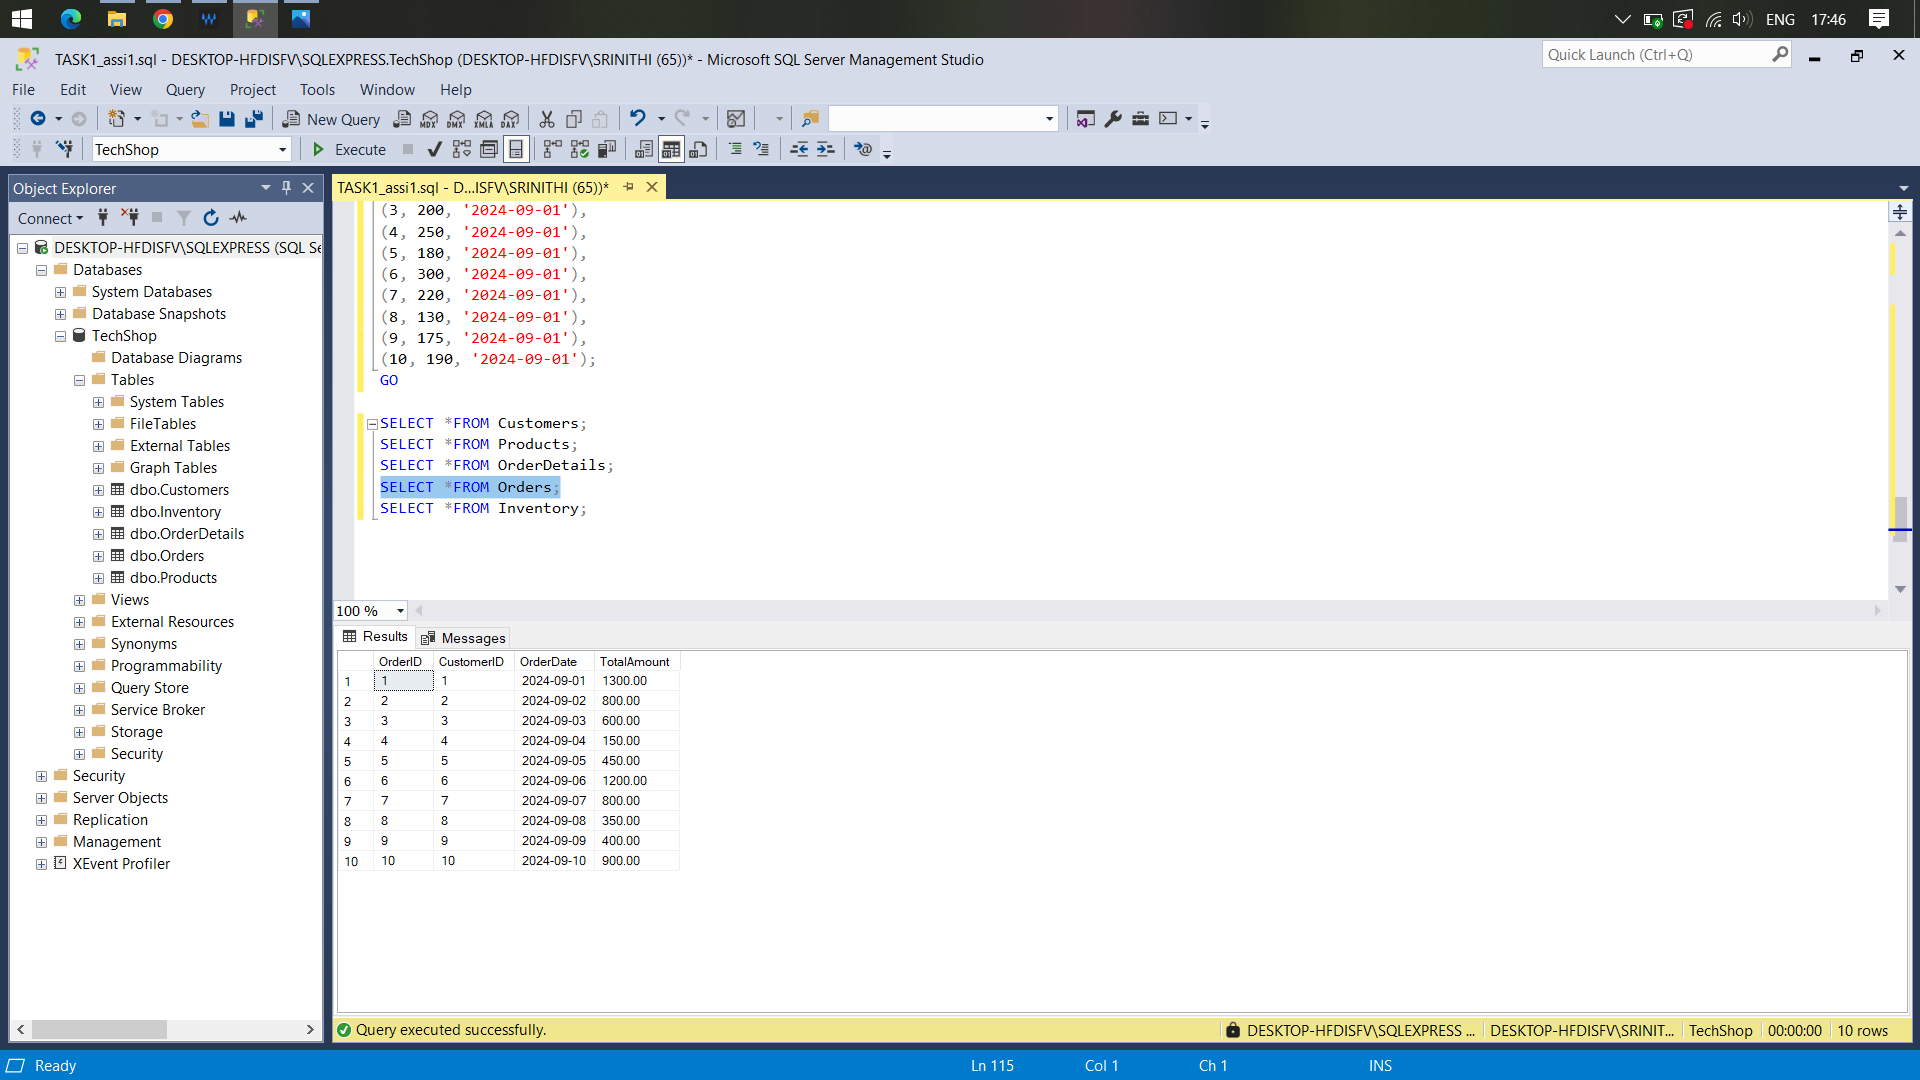 ENG 17:46
TASK1_assi1.sql - DESKTOP-HFDISFV\SQLEXPRESS.TechShop (DESKTOP-HFDISFV\SRINITHI (65))* - Microsoft SQL Server Management Studio
Quick Launch (Ctrl+Q)
File Edit View Query Project Tools Window Help
New Query MDX DMX XMLA DAX
TechShop Execute
Object Explorer
Connect
DESKTOP-HFDISFV\SQLEXPRESS (SQL Se
Databases
System Databases
Database Snapshots
TechShop
Database Diagrams
Tables
System Tables
FileTables
External Tables
Graph Tables
dbo.Customers
dbo.Inventory
dbo.OrderDetails
dbo.Orders
dbo.Products
Views
External Resources
Synonyms
Programmability
Query Store
Service Broker
Storage
Security
Security
Server Objects
Replication
Management
XEvent Profiler
TASK1_assi1.sql - D...ISFV\SRINITHI (65))*
(3, 200, '2024-09-01'),
(4, 250, '2024-09-01'),
(5, 180, '2024-09-01'),
(6, 300, '2024-09-01'),
(7, 220, '2024-09-01'),
(8, 130, '2024-09-01'),
(9, 175, '2024-09-01'),
(10, 190, '2024-09-01');
GO
SELECT *FROM Customers;
SELECT *FROM Products;
SELECT *FROM OrderDetails;
SELECT *FROM Orders;
SELECT *FROM Inventory;
100 %
Results Messages
OrderID CustomerID OrderDate TotalAmount
1 1 1 2024-09-01 1300.00
2 2 2 2024-09-02 800.00
3 3 3 2024-09-03 600.00
4 4 4 2024-09-04 150.00
5 5 5 2024-09-05 450.00
6 6 6 2024-09-06 1200.00
7 7 7 2024-09-07 800.00
8 8 8 2024-09-08 350.00
9 9 9 2024-09-09 400.00
10 10 10 2024-09-10 900.00
Query executed successfully. DESKTOP-HFDISFV\SQLEXPRESS ... DESKTOP-HFDISFV\SRINIT... TechShop 00:00:00 10 rows
Ready Ln 115 Col 1 Ch 1 INS